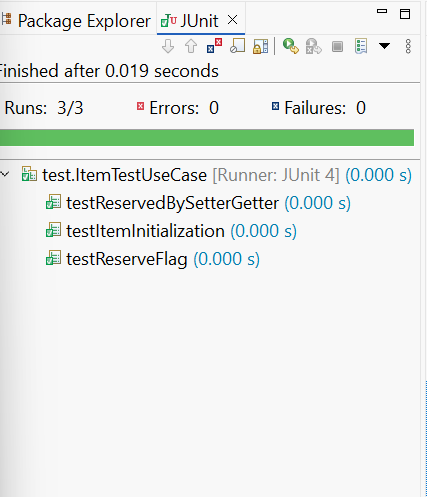 Package Explorer JUnit
Finished after 0.019 seconds
Runs: 3/3 Errors: 0 Failures: 0
test.ItemTestUseCase [Runner: JUnit 4] (0.000 s)
testReservedBySetterGetter (0.000 s)
testItemInitialization (0.000 s)
testReserveFlag (0.000 s)